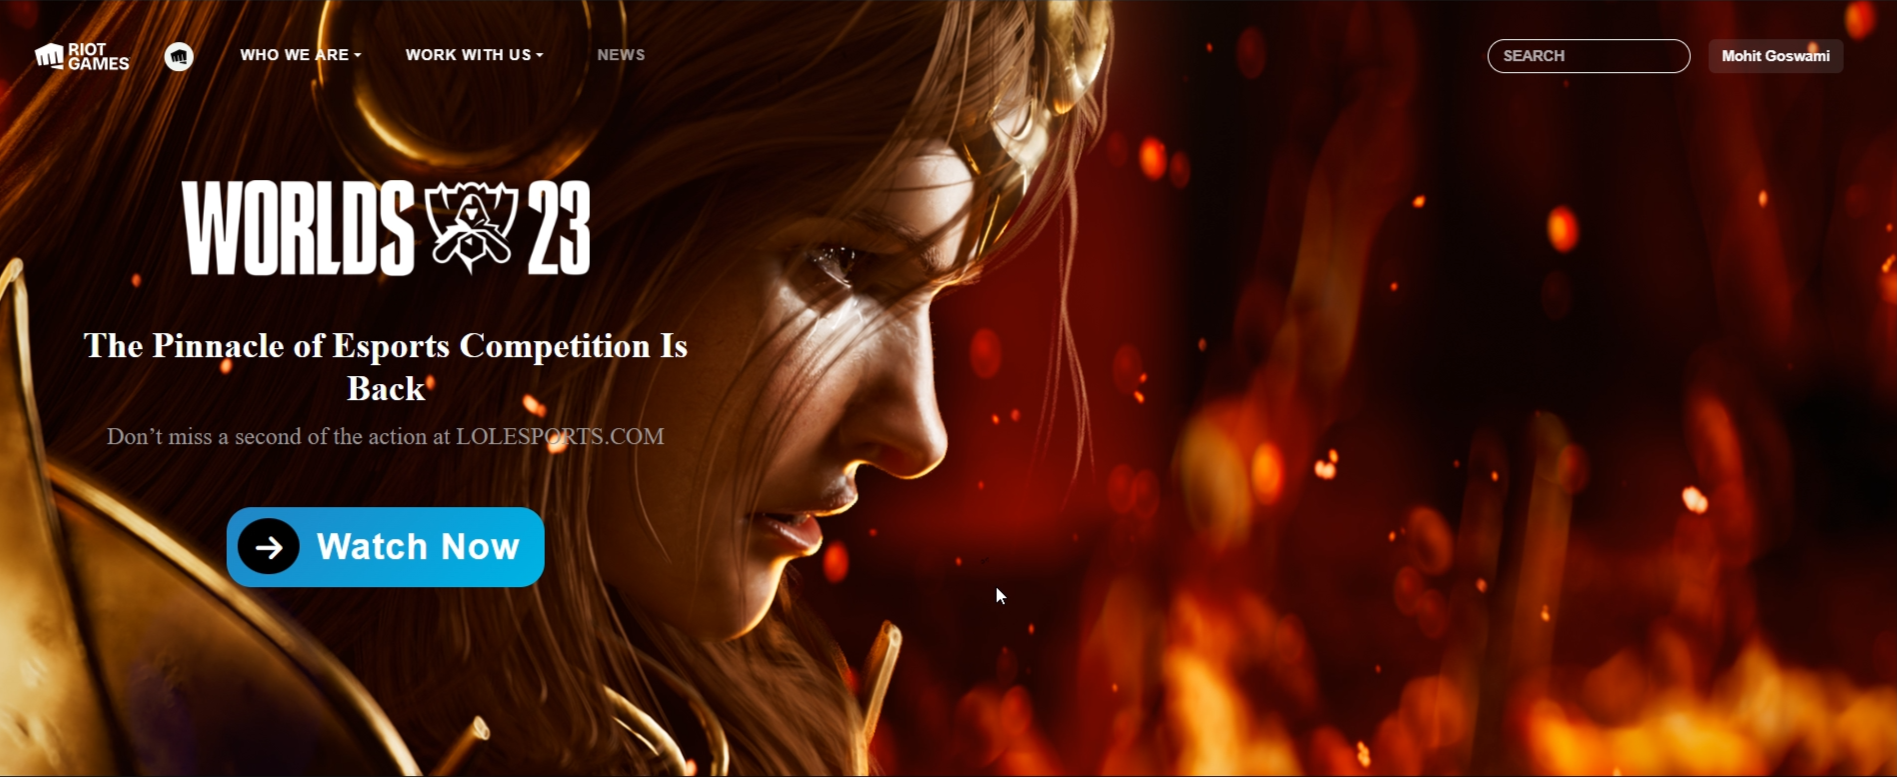 RIOT
GAMES
WHO WE ARE
WORK WITH US
NEWS
SEARCH
Mohit Goswami
WORLDS 23
The Pinnacle of Esports Competition Is
Back
Don’t miss a second of the action at LOLESPORTS.COM
Watch Now